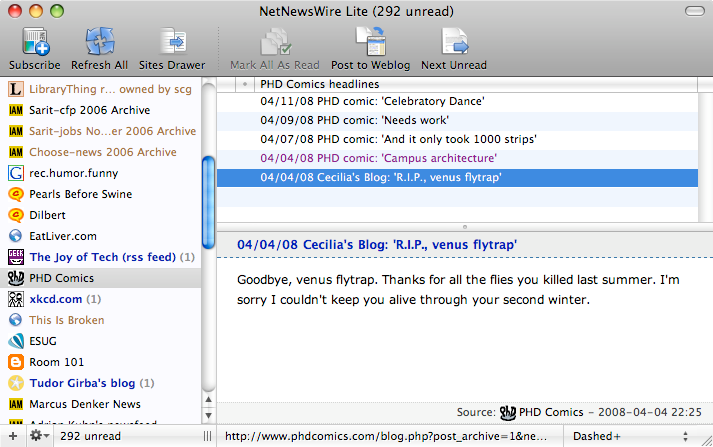 NetNewsWire Lite (292 unread)
Subscribe Refresh All Sites Drawer Mark All As Read Post to Weblog Next Unread
LibraryThing r... owned by scg
Sarit-cfp 2006 Archive
Sarit-jobs No...er 2006 Archive
Choose-news 2006 Archive
rec.humor.funny
Pearls Before Swine
Dilbert
EatLiver.com
The Joy of Tech (rss feed) (1)
PHD Comics
xkcd.com (1)
This Is Broken
ESUG
Room 101
Tudor Girba's blog (1)
Marcus Denker News
292 unread
PHD Comics headlines
04/11/08 PHD comic: 'Celebratory Dance'
04/09/08 PHD comic: 'Needs work'
04/07/08 PHD comic: 'And it only took 1000 strips'
04/04/08 PHD comic: 'Campus architecture'
04/04/08 Cecilia's Blog: 'R.I.P., venus flytrap'
04/04/08 Cecilia's Blog: 'R.I.P., venus flytrap'
Goodbye, venus flytrap. Thanks for all the flies you killed last summer. I'm
sorry I couldn't keep you alive through your second winter.
Source: PHD Comics – 2008-04-04 22:25
http://www.phdcomics.com/blog.php?post_archive=1&ne... Dashed+